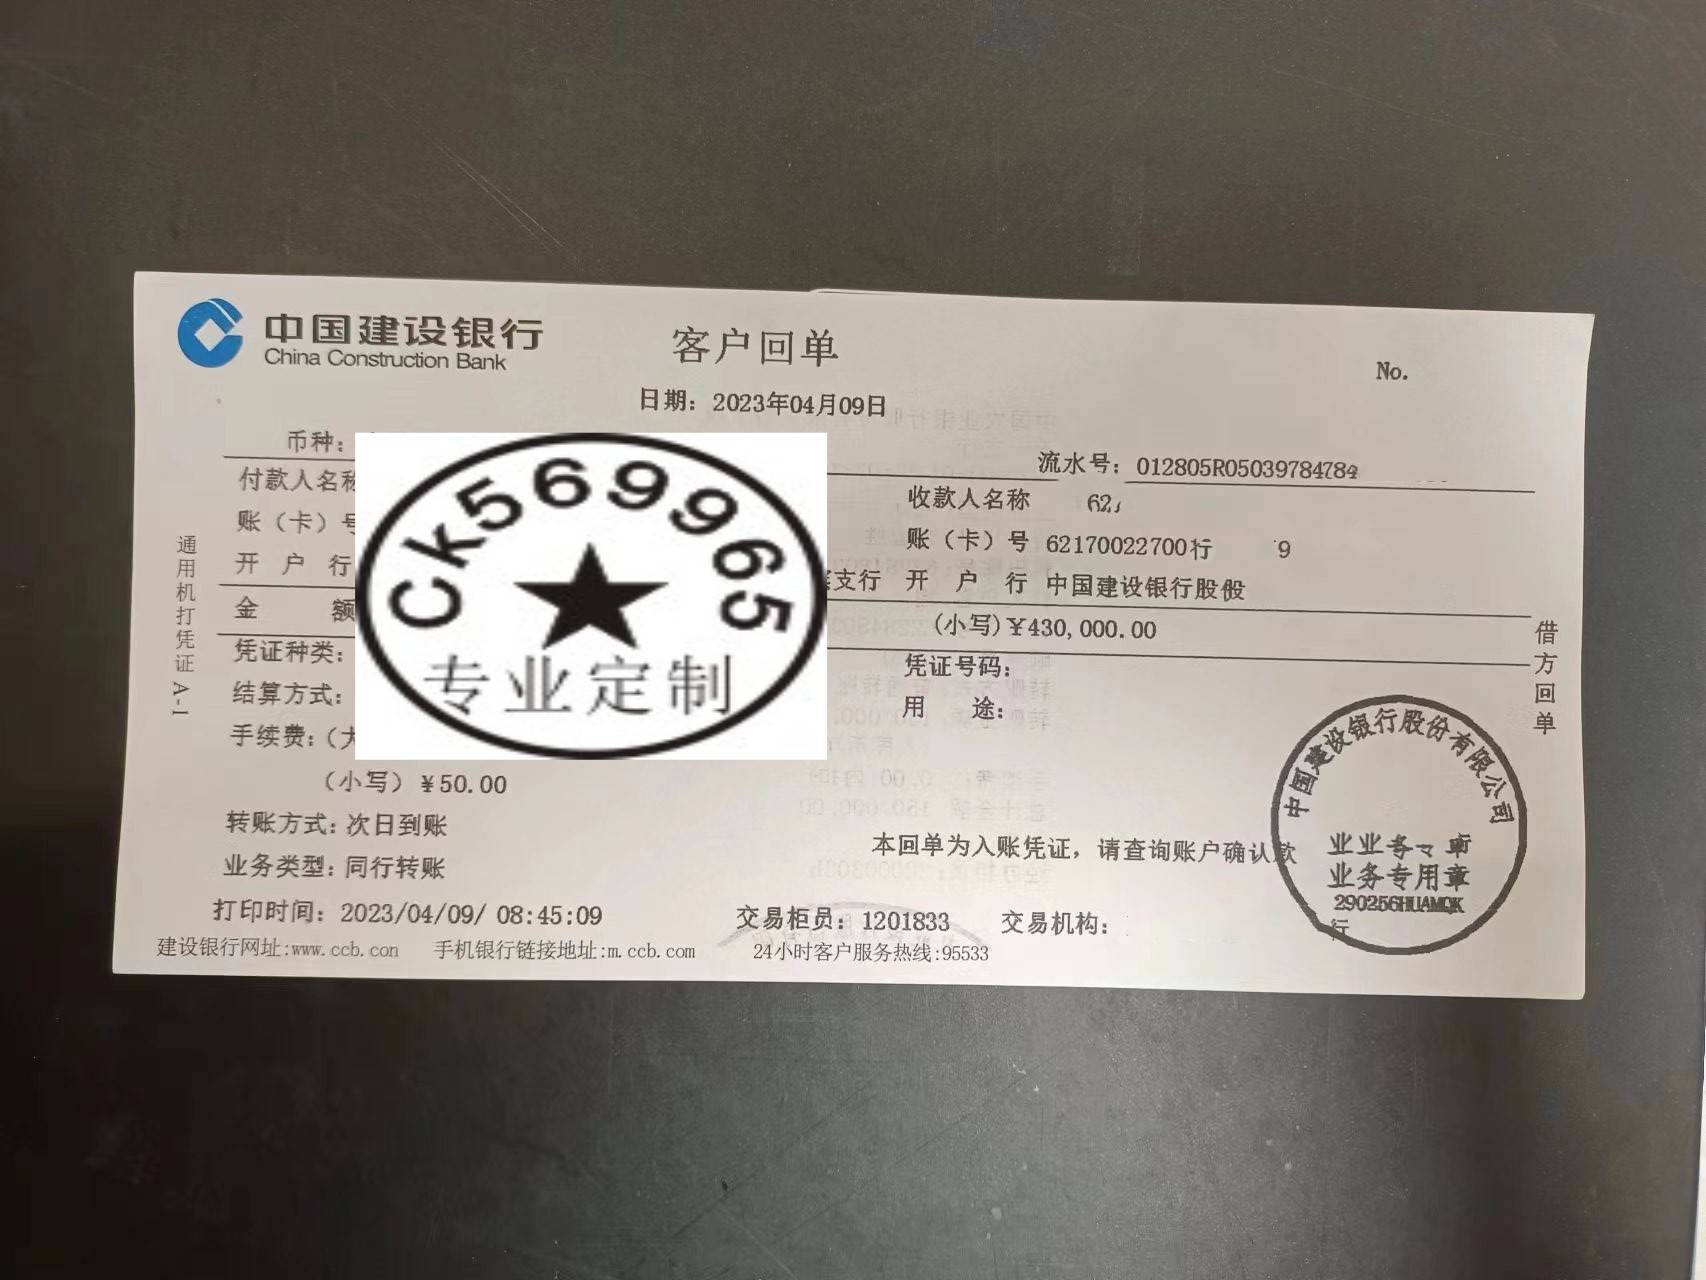 中国建设银行
China Construction Bank
客户回单
No.
日期：2023年04月09日
币种：
流水号：012805R0503978478
付款人名称
收款人名称 62
账（卡）号
账（卡）号 62170022700行 9
开 户 行
支行 开 户 行 中国建设银行股
金 额
(小写)￥430,000.00
凭证种类：
凭证号码：
结算方式：
用 途：
手续费：（大
（小写）￥50.00
转账方式：次日到账
业务类型：同行转账
本回单为入账凭证，请查询账户确认款
打印时间：2023/04/09/ 08:45:09
交易柜员：1201833
交易机构：
建设银行网址:www.ccb.con
手机银行链接地址:m.ccb.com
24小时客户服务热线:95533
通用机打凭证 A-1
借方回单
Ck569965
专业定制
中国建设银行股份有限公司
业务专用章
290256HUAM
行